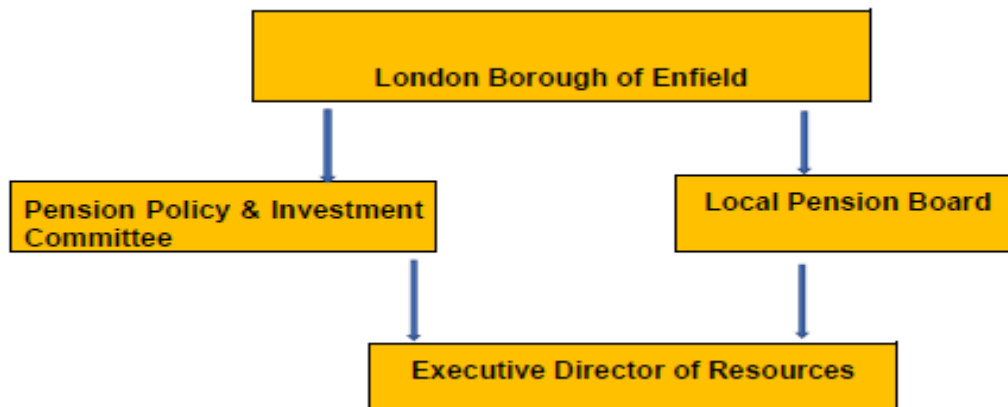 London Borough of Enfield
Pension Policy & Investment
Committee
Local Pension Board
Executive Director of Resources